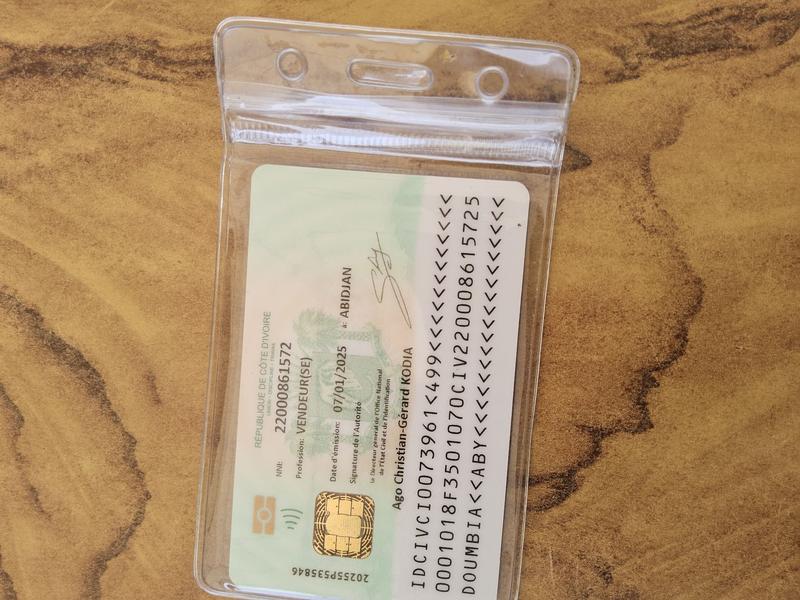 RÉPUBLIQUE DE CÔTE D'IVOIRE
NNI: 22000861572
Profession: VENDEUR(SE)
Date d'émission: 07/01/2025 à: ABIDJAN
Signature de l'Autorité
Le Directeur général de l'Office National
de l'Etat Civil et de l'Identification
Ago Christian-Gérard KODIA
20255P535846
IDCIVCI0073961<499<<<<<<<<<<<<
0001018F3501070CIV220008615725
DOUMBIA<<ABY<<<<<<<<<<<<<<<<<<